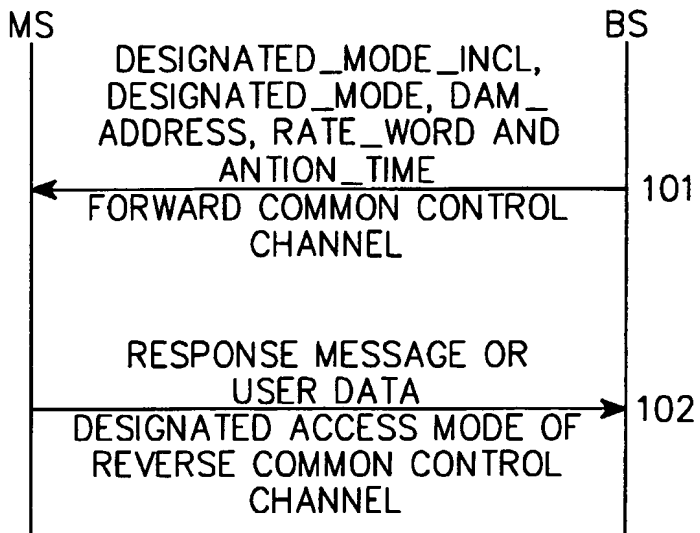 MS
BS
DESIGNATED_MODE_INCL,
DESIGNATED_MODE, DAM_
ADDRESS, RATE_WORD AND
ANTION_TIME
101
FORWARD COMMON CONTROL
CHANNEL
RESPONSE MESSAGE OR
USER DATA
102
DESIGNATED ACCESS MODE OF
REVERSE COMMON CONTROL
CHANNEL